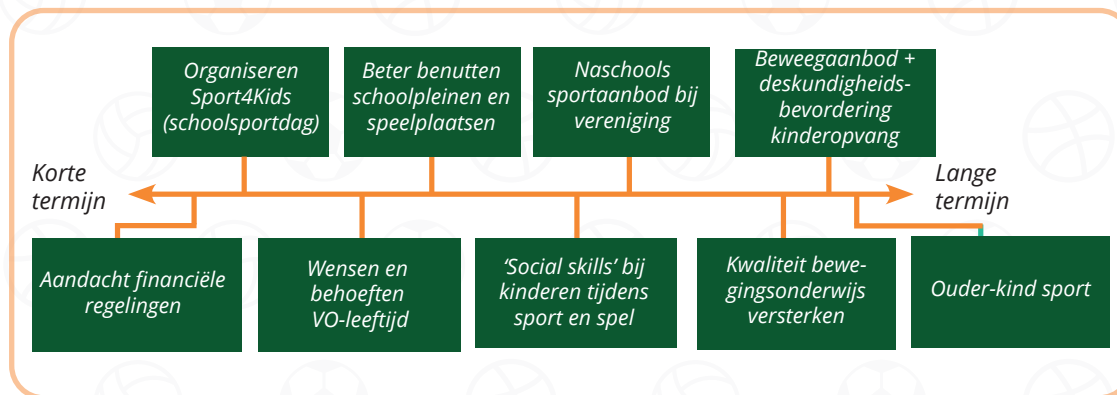 Organiseren
Sport4Kids
(schoolsportdag)
Beter benutten
schoolpleinen en
speelplaatsen
Naschools
sportaanbod bij
vereniging
Beweegaanbod +
deskundigheids-
bevordering
kinderopvang
Korte
termijn
Lange
termijn
Aandacht financiële
regelingen
Wensen en
behoeften
VO-leeftijd
‘Social skills’ bij
kinderen tijdens
sport en spel
Kwaliteit bewe-
gingsonderwijs
versterken
Ouder-kind sport